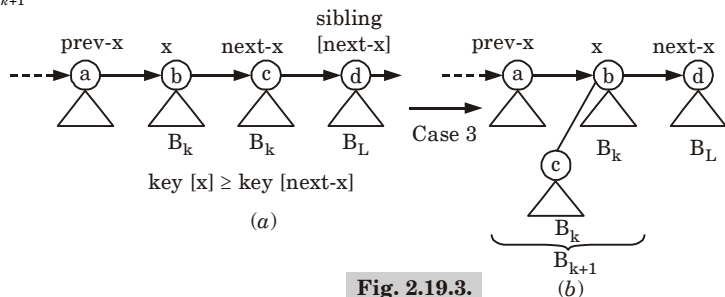 k+1
sibling
prev-x x next-x [next-x]
a b c d
B_k B_k B_L
key [x] ≥ key [next-x]
(a)
Case 3
prev-x x next-x
a b d
B_k B_L
c
B_k
B_{k+1}
Fig. 2.19.3.
(b)